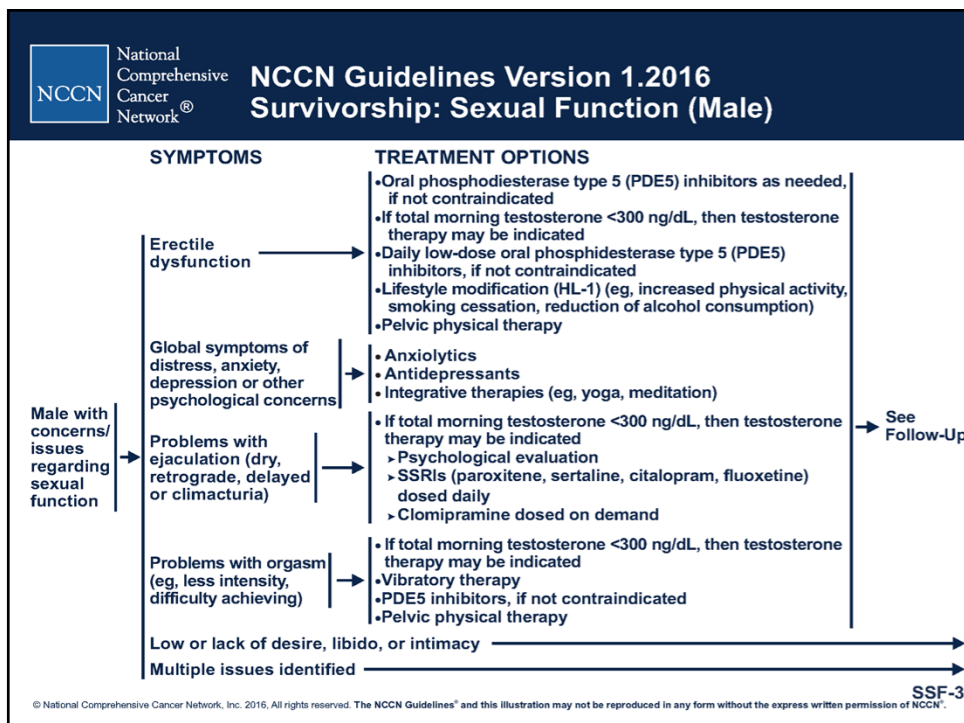 NCCN
National
Comprehensive
Cancer
Network®
NCCN Guidelines Version 1.2016
Survivorship: Sexual Function (Male)
SYMPTOMS
TREATMENT OPTIONS
Male with
concerns/
issues
regarding
sexual
function
Erectile
dysfunction
•Oral phosphodiesterase type 5 (PDE5) inhibitors as needed,
if not contraindicated
•If total morning testosterone <300 ng/dL, then testosterone
therapy may be indicated
•Daily low-dose oral phosphidesterase type 5 (PDE5)
inhibitors, if not contraindicated
•Lifestyle modification (HL-1) (eg, increased physical activity,
smoking cessation, reduction of alcohol consumption)
•Pelvic physical therapy
Global symptoms of
distress, anxiety,
depression or other
psychological concerns
• Anxiolytics
• Antidepressants
• Integrative therapies (eg, yoga, meditation)
Problems with
ejaculation (dry,
retrograde, delayed
or climacturia)
• If total morning testosterone <300 ng/dL, then testosterone
therapy may be indicated
➤ Psychological evaluation
➤ SSRIs (paroxitene, sertaline, citalopram, fluoxetine)
dosed daily
➤ Clomipramine dosed on demand
Problems with orgasm
(eg, less intensity,
difficulty achieving)
• If total morning testosterone <300 ng/dL, then testosterone
therapy may be indicated
•Vibratory therapy
•PDE5 inhibitors, if not contraindicated
•Pelvic physical therapy
See
Follow-Up
Low or lack of desire, libido, or intimacy
Multiple issues identified
SSF-3
© National Comprehensive Cancer Network, Inc. 2016, All rights reserved. The NCCN Guidelines® and this illustration may not be reproduced in any form without the express written permission of NCCN®.